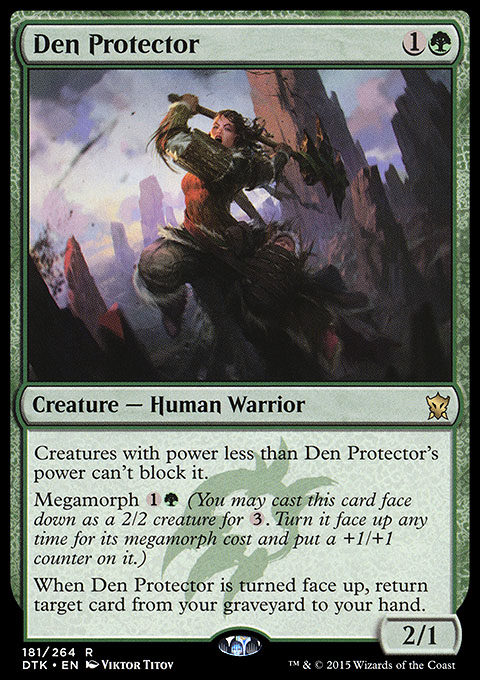 Den Protector 1
Creature — Human Warrior
Creatures with power less than Den Protector's
power can't block it.
Megamorph 1 (You may cast this card face
down as a 2/2 creature for 3. Turn it face up any
time for its megamorph cost and put a +1/+1
counter on it.)
When Den Protector is turned face up, return
target card from your graveyard to your hand.
2/1
181/264 R
DTK • EN Viktor Titov
™ & © 2015 Wizards of the Coast